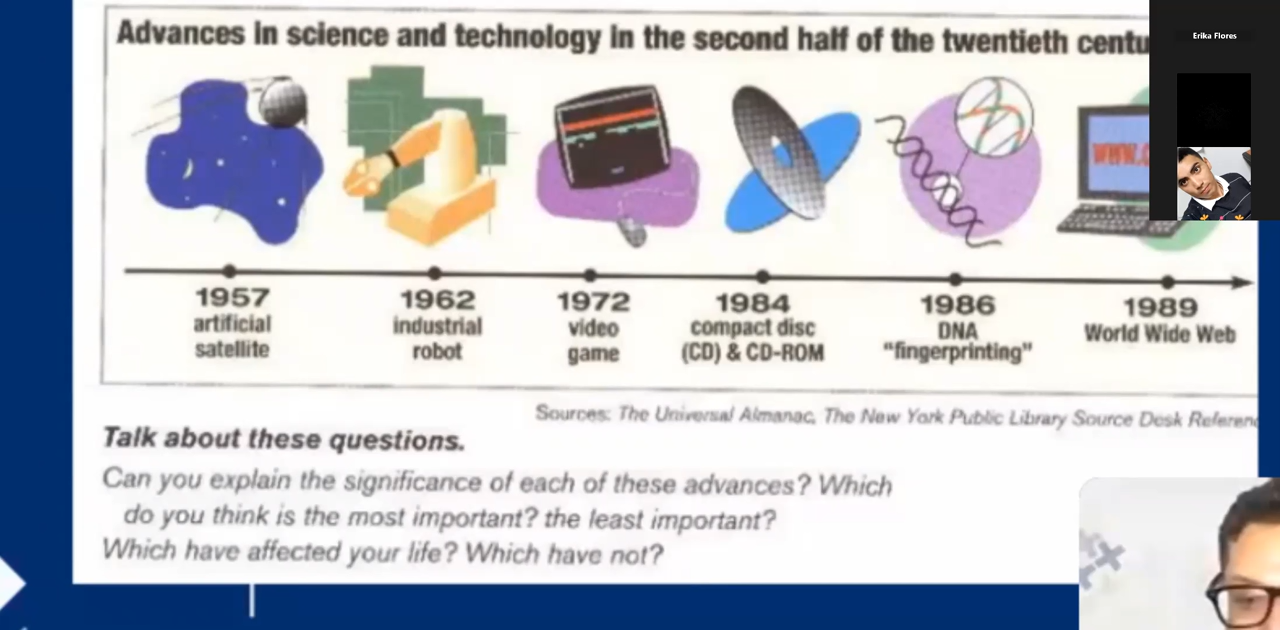 Advances in science and technology in the second half of the twentieth centu
Erika Flores
WWW.
1957
artificial
satellite
1962
industrial
robot
1972
video
game
1984
compact disc
(CD) & CD-ROM
1986
DNA
"fingerprinting"
1989
World Wide Web
Sources: The Universal Almanac, The New York Public Library Source Desk Referenc
Talk about these questions.
Can you explain the significance of each of these advances? Which
do you think is the most important? the least important?
Which have affected your life? Which have not?